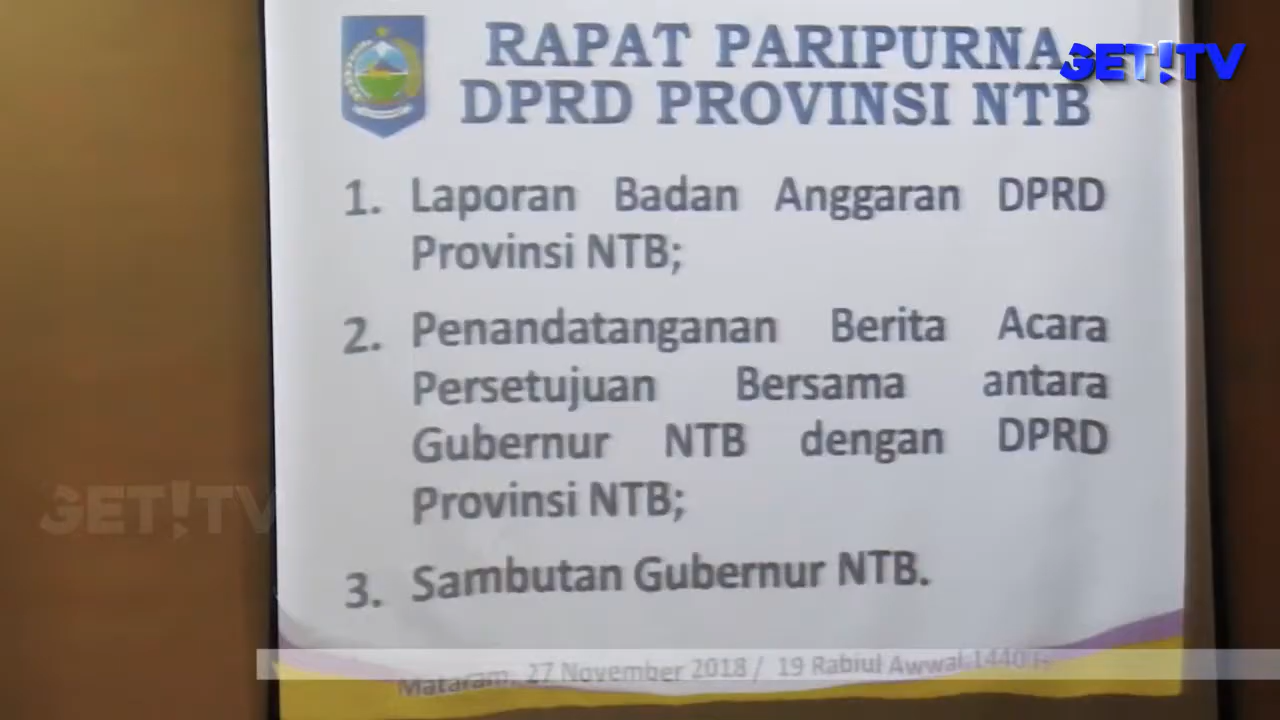 RAPAT PARIPURNA
GET!TV
DPRD PROVINSI NTB
1. Laporan Badan Anggaran DPRD
Provinsi NTB;
2. Penandatanganan Berita Acara
Persetujuan Bersama antara
Gubernur NTB dengan DPRD
Provinsi NTB;
GET!TV
3. Sambutan Gubernur NTB.
Mataram, 27 November 2018 / 19 Rabiul Awwal 1440 H